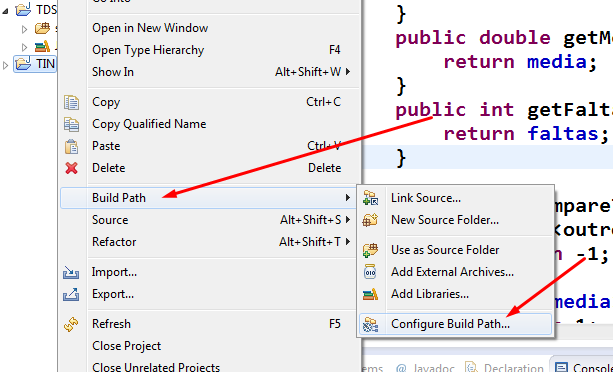 TDS
TIN
Open in New Window
Open Type Hierarchy F4
Show In Alt+Shift+W
Copy Ctrl+C
Copy Qualified Name
Paste Ctrl+V
Delete Delete
Build Path
Source Alt+Shift+S
Refactor Alt+Shift+T
Import...
Export...
Refresh F5
Close Project
Close Unrelated Projects
Link Source...
New Source Folder...
Use as Source Folder
Add External Archives...
Add Libraries...
Configure Build Path...
}
public double getM
return media;
}
public int getFalta
return faltas;
}
mpareT
<outro
n -1;
media
1;
ems @ Javadoc Declaration Console